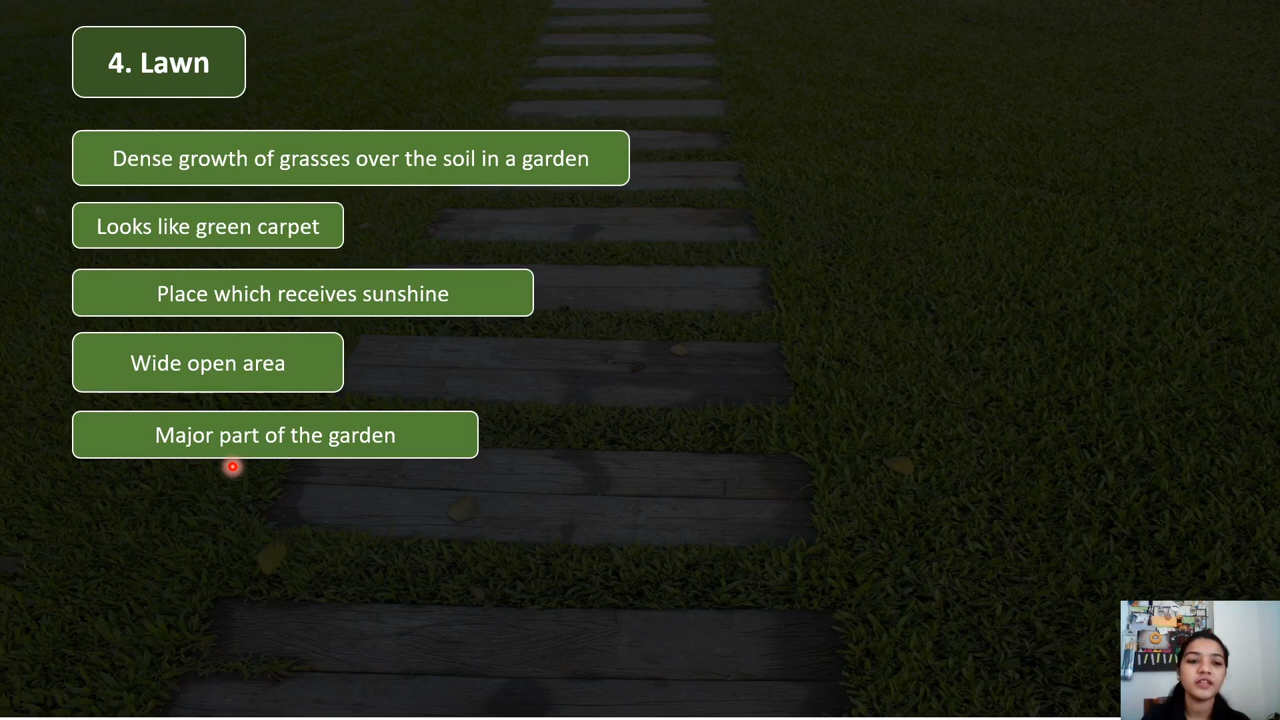 4. Lawn
Dense growth of grasses over the soil in a garden
Looks like green carpet
Place which receives sunshine
Wide open area
Major part of the garden